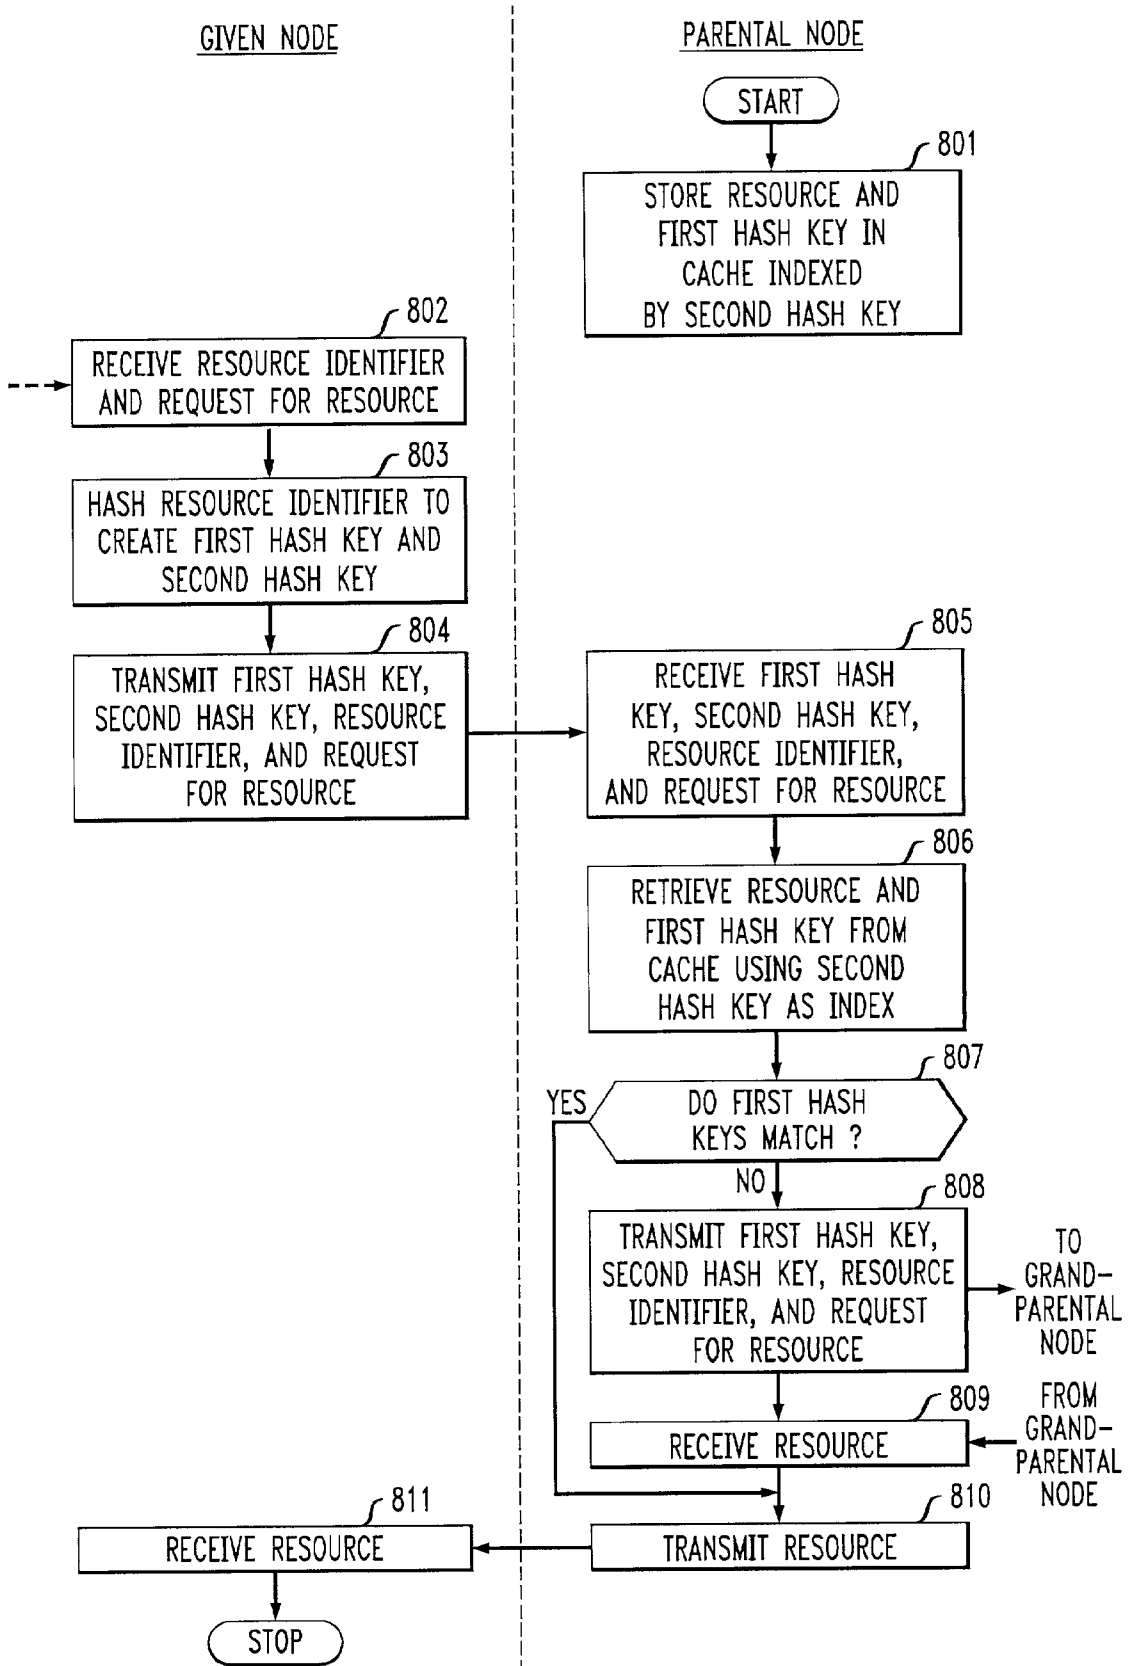 GIVEN NODE
PARENTAL NODE
START
801
STORE RESOURCE AND
FIRST HASH KEY IN
CACHE INDEXED
BY SECOND HASH KEY
802
RECEIVE RESOURCE IDENTIFIER
AND REQUEST FOR RESOURCE
803
HASH RESOURCE IDENTIFIER TO
CREATE FIRST HASH KEY AND
SECOND HASH KEY
804
TRANSMIT FIRST HASH KEY,
SECOND HASH KEY, RESOURCE
IDENTIFIER, AND REQUEST
FOR RESOURCE
805
RECEIVE FIRST HASH
KEY, SECOND HASH KEY,
RESOURCE IDENTIFIER,
AND REQUEST FOR RESOURCE
806
RETRIEVE RESOURCE AND
FIRST HASH KEY FROM
CACHE USING SECOND
HASH KEY AS INDEX
807
YES
DO FIRST HASH
KEYS MATCH ?
NO
808
TRANSMIT FIRST HASH KEY,
SECOND HASH KEY, RESOURCE
IDENTIFIER, AND REQUEST
FOR RESOURCE
TO
GRAND-
PARENTAL
NODE
809
RECEIVE RESOURCE
FROM
GRAND-
PARENTAL
NODE
810
TRANSMIT RESOURCE
811
RECEIVE RESOURCE
STOP